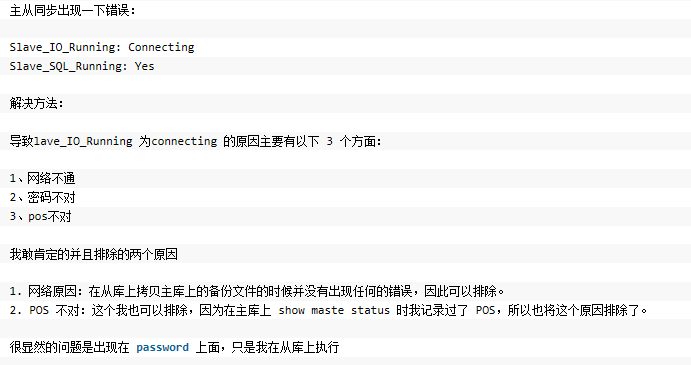 主从同步出现一下错误：
Slave_IO_Running: Connecting
Slave_SQL_Running: Yes
解决方法：
导致lave_IO_Running 为connecting 的原因主要有以下 3 个方面：
1、网络不通
2、密码不对
3、pos不对
我敢肯定的并且排除的两个原因
1. 网络原因：在从库上拷贝主库上的备份文件的时候并没有出现任何的错误，因此可以排除。
2. POS 不对：这个我也可以排除，因为在主库上 show maste status 时我记录过了 POS，所以也将这个原因排除了。
很显然的问题是出现在 password 上面，只是我在从库上执行